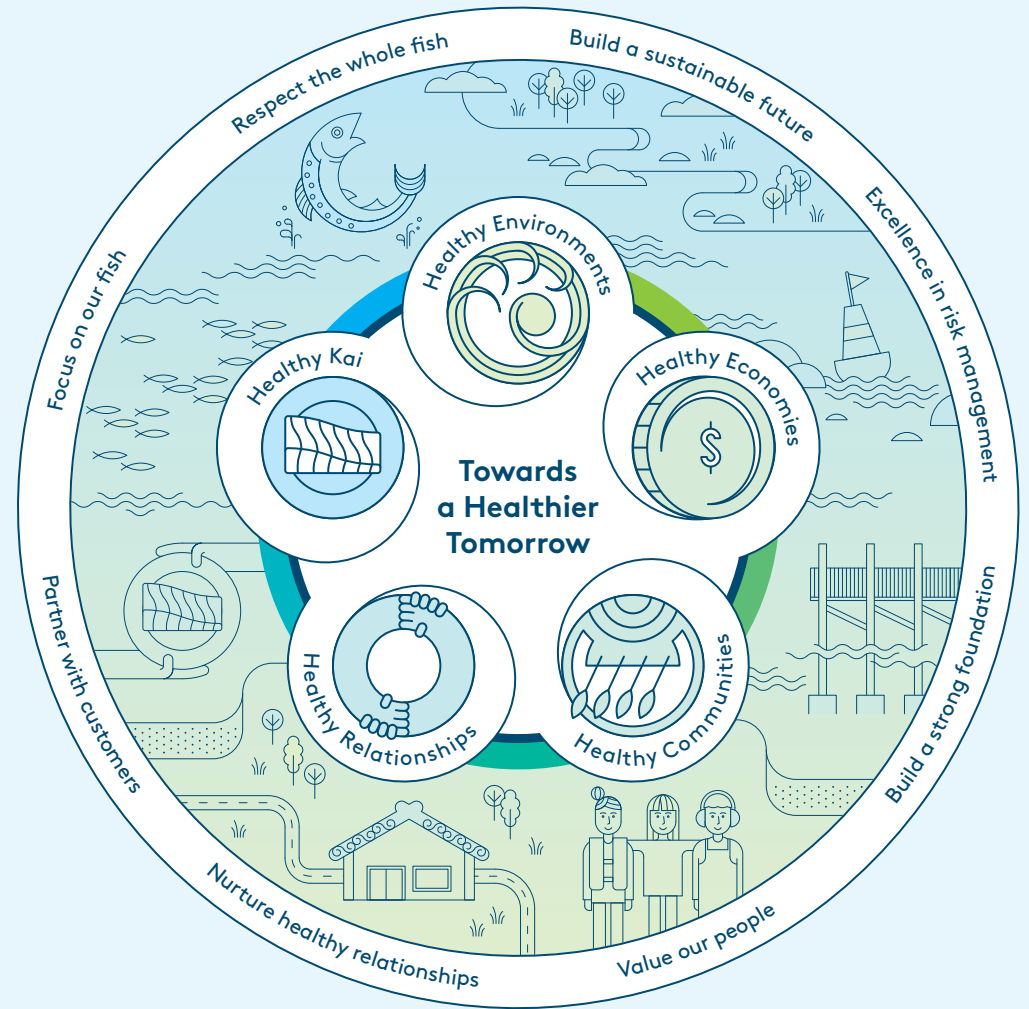 Respect the whole fish
Build a sustainable future
Excellence in risk management
Build a strong foundation
Value our people
Nurture healthy relationships
Partner with customers
Focus on our fish
Healthy Environments
Healthy Economies
Healthy Communities
Healthy Relationships
Healthy Kai
Towards
a Healthier
Tomorrow
$